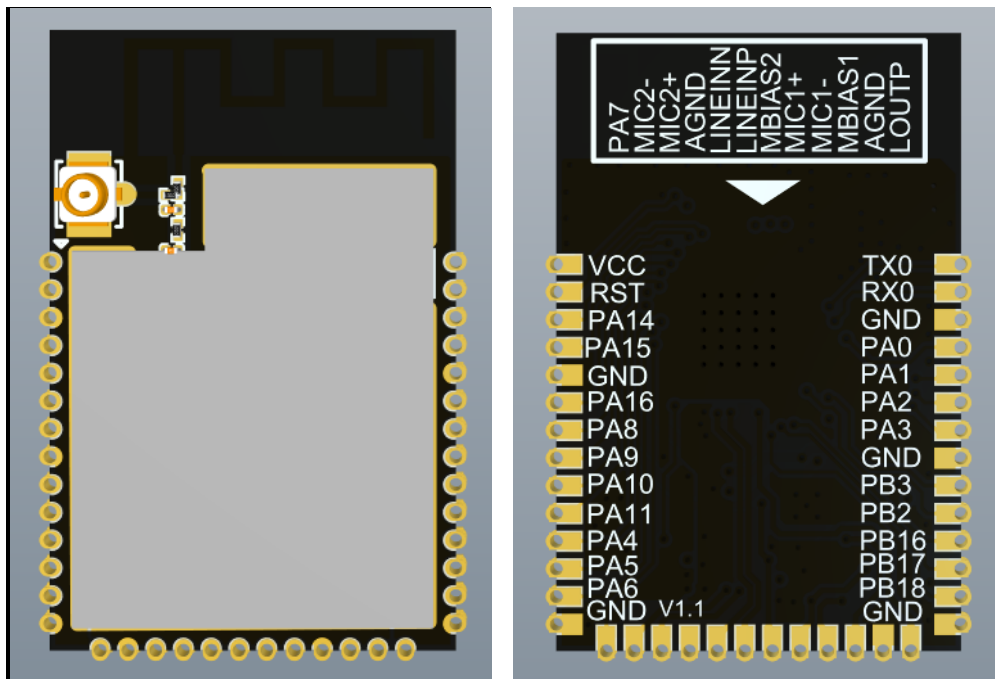 PA7
MIC2-
MIC2+
AGND
LINEINN
LINEINP
MBIAS2
MIC1+
MIC1-
MBIAS1
AGND
LOUTP
VCC TX0
RST RX0
PA14 GND
PA15 PA0
GND PA1
PA16 PA2
PA8 PA3
PA9 GND
PA10 PB3
PA11 PB2
PA4 PB16
PA5 PB17
PA6 PB18
GND V1.1 GND